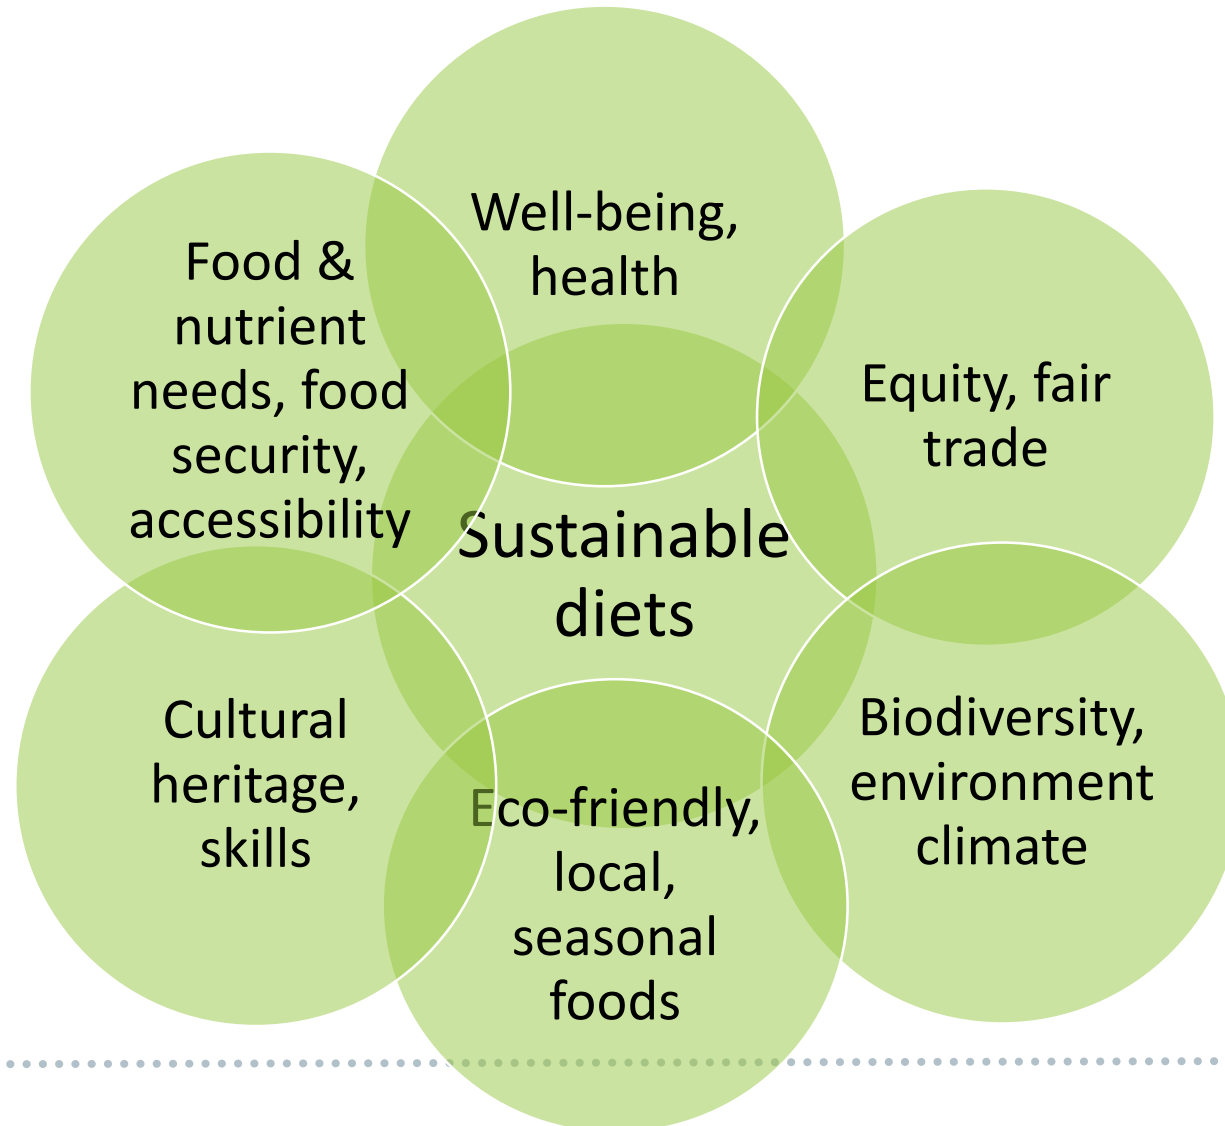 Well-being,
health
Food &
nutrient
needs, food
security,
accessibility
Equity, fair
trade
Sustainable
diets
Cultural
heritage,
skills
Biodiversity,
environment
climate
Eco-friendly,
local,
seasonal
foods